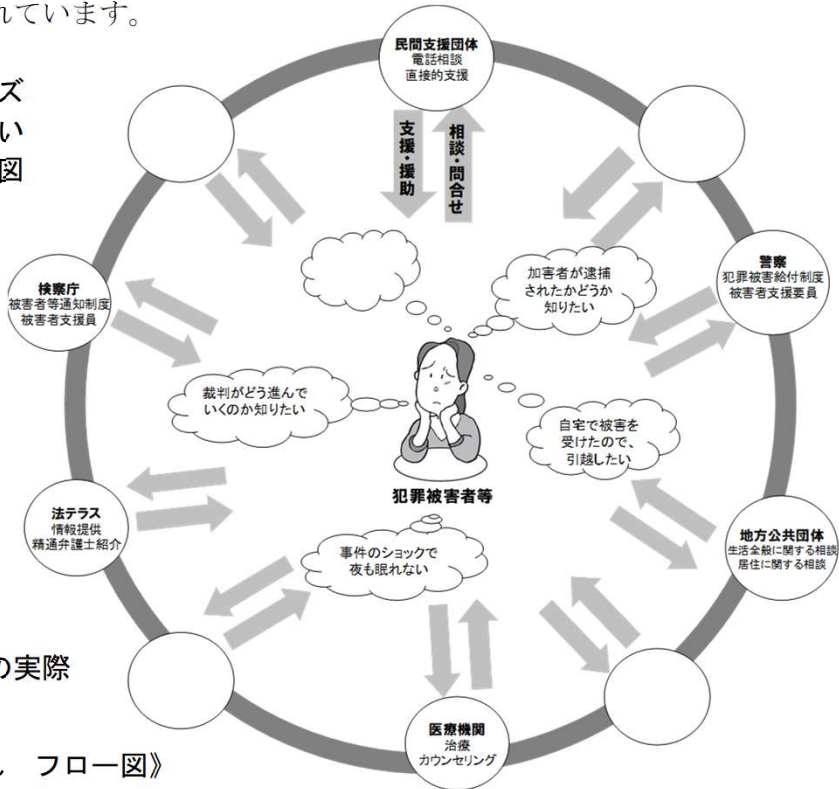 れています。
ズ
い
図
民間支援団体
電話相談
直接的支援
支援・援助
相談・問合せ
加害者が逮捕
されたかどうか
知りたい
警察
犯罪被害給付制度
被害者支援要員
検察庁
被害者等通知制度
被害者支援員
裁判がどう進んで
いくのか知りたい
自宅で被害を
受けたので、
引越したい
犯罪被害者等
法テラス
情報提供
精通弁護士紹介
事件のショックで
夜も眠れない
地方公共団体
生活全般に関する相談
居住に関する相談
の実際
医療機関
治療
カウンセリング
フロー図》